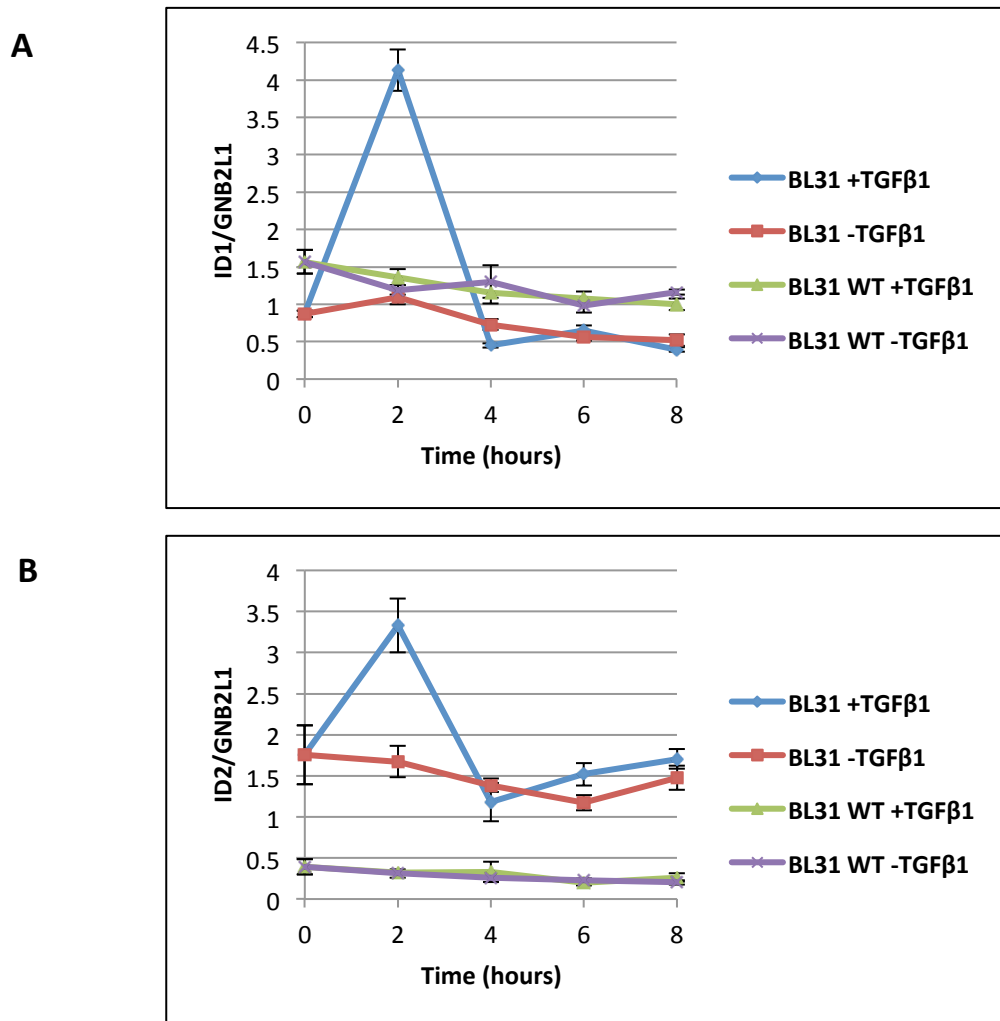 A
ID1/GNB2L1
4.5
4
3.5
3
2.5
2
1.5
1
0.5
0
0 2 4 6 8
Time (hours)
BL31 +TGFβ1
BL31 -TGFβ1
BL31 WT +TGFβ1
BL31 WT -TGFβ1
B
ID2/GNB2L1
4
3.5
3
2.5
2
1.5
1
0.5
0
0 2 4 6 8
Time (hours)
BL31 +TGFβ1
BL31 -TGFβ1
BL31 WT +TGFβ1
BL31 WT -TGFβ1